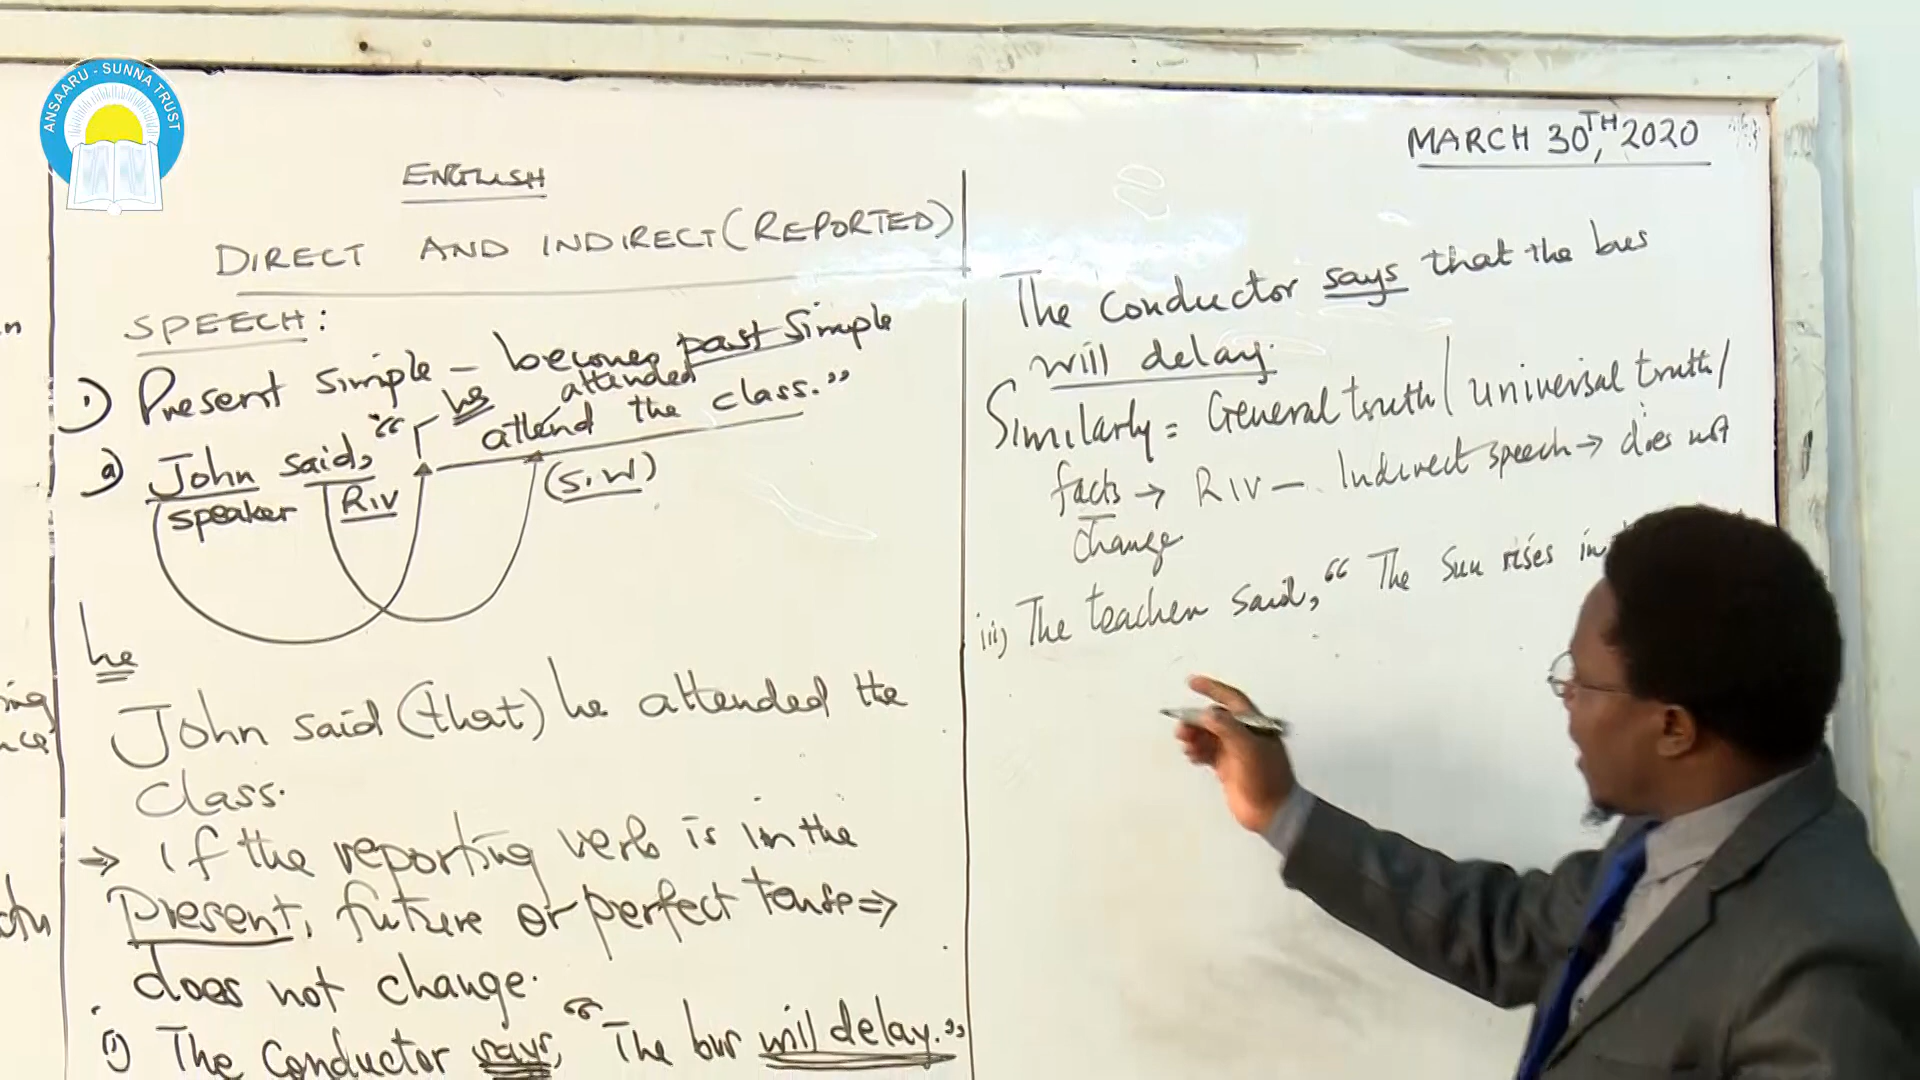 ANSAARU - SUNNA TRUST
ENGLISH
DIRECT AND INDIRECT (REPORTED)
SPEECH:
1) Present simple – becomes past simple
he attended
a) John said, “ attend the class.”
speaker R/V (S.W)
he
John said (that) he attended the
class.
⇒ If the reporting verb is in the
Present, future or perfect tense ⇒
does not change.
i) The Conductor says, “The bus will delay.”
MARCH 30TH, 2020
The Conductor says that the bus
will delay.
Similarly = General truth / universal truth /
facts → R/V – Indirect speech → does not
change
iii) The teacher said, “ The Sun rises in